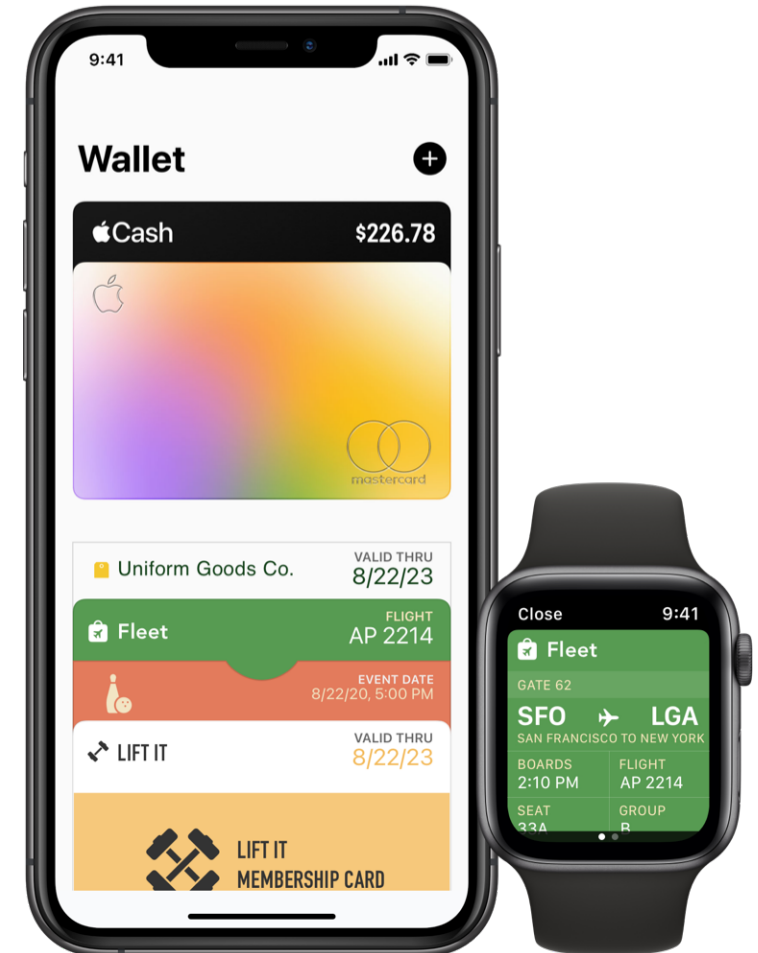 9:41
Wallet
Cash
$226.78
mastercard
Uniform Goods Co.
VALID THRU
8/22/23
Fleet
FLIGHT
AP 2214
EVENT DATE
8/22/20, 5:00 PM
LIFT IT
VALID THRU
8/22/23
LIFT IT
MEMBERSHIP CARD
Close
9:41
Fleet
GATE 62
SFO
LGA
SAN FRANCISCO TO NEW YORK
BOARDS
FLIGHT
2:10 PM
AP 2214
SEAT
GROUP
33A
B